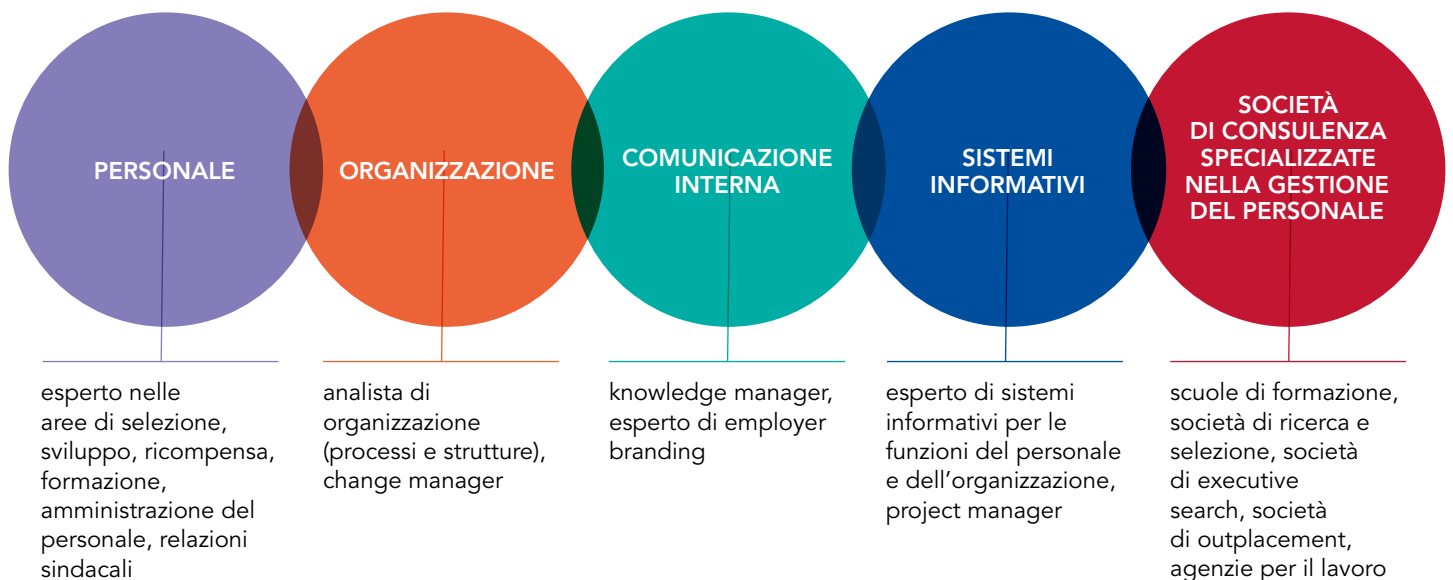 PERSONALE
ORGANIZZAZIONE
COMUNICAZIONE
INTERNA
SISTEMI
INFORMATIVI
SOCIETÀ
DI CONSULENZA
SPECIALIZZATE
NELLA GESTIONE
DEL PERSONALE
esperto nelle
aree di selezione,
sviluppo, ricompensa,
formazione,
amministrazione del
personale, relazioni
sindacali
analista di
organizzazione
(processi e strutture),
change manager
knowledge manager,
esperto di employer
branding
esperto di sistemi
informativi per le
funzioni del personale
e dell’organizzazione,
project manager
scuole di formazione,
società di ricerca e
selezione, società
di executive
search, società
di outplacement,
agenzie per il lavoro